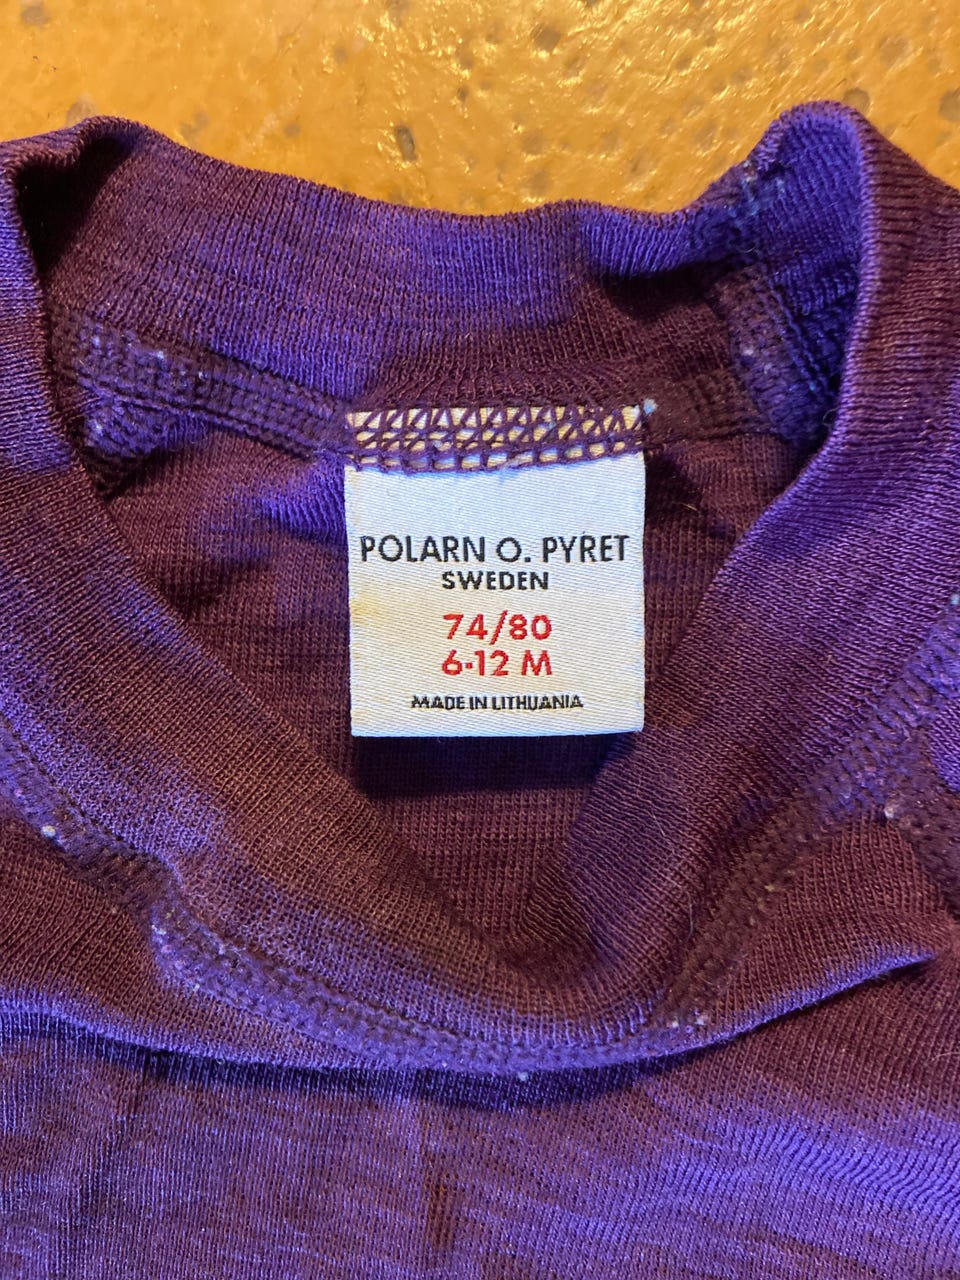 POLARN O. PYRET
SWEDEN
74/80
6-12 M
MADE IN LITHUANIA